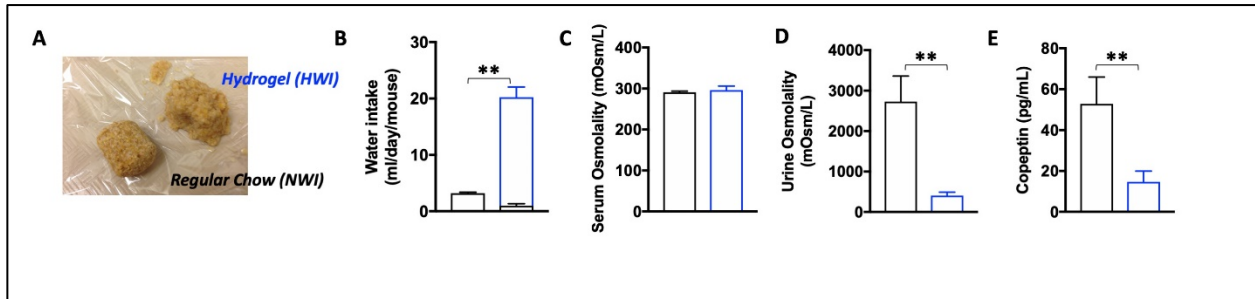 A
Hydrogel (HWI)
Regular Chow (NWI)
B
Water intake
(ml/day/mouse)
30
20
10
0
**
C
Serum Osmolality (mOsm/L)
400
300
200
100
0
D
Urine Osmolality
(mOsm/L)
4000
3000
2000
1000
0
**
E
Copeptin (pg/mL)
80
60
40
20
0
**